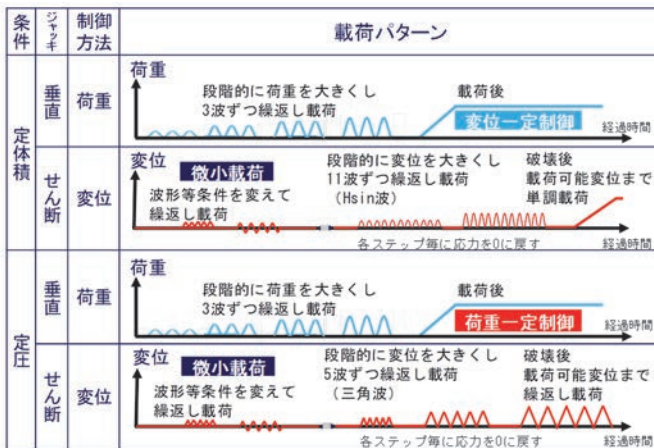 条件 ジャッキ 制御方法 載荷パターン
定体積
垂直 荷重
荷重
段階的に荷重を大きくし
3波ずつ繰返し載荷
載荷後
変位一定制御
経過時間
せん断 変位
変位
微小載荷
波形等条件を変えて
繰返し載荷
段階的に変位を大きくし
11波ずつ繰返し載荷
(Hsin波)
破壊後
載荷可能変位まで
単調載荷
各ステップ毎に応力を0に戻す
経過時間
定圧
垂直 荷重
荷重
段階的に荷重を大きくし
3波ずつ繰返し載荷
載荷後
荷重一定制御
経過時間
せん断 変位
変位
微小載荷
波形等条件を変えて
繰返し載荷
段階的に変位を大きくし
5波ずつ繰返し載荷
(三角波)
破壊後
載荷可能変位まで
繰返し載荷
各ステップ毎に応力を0に戻す
経過時間